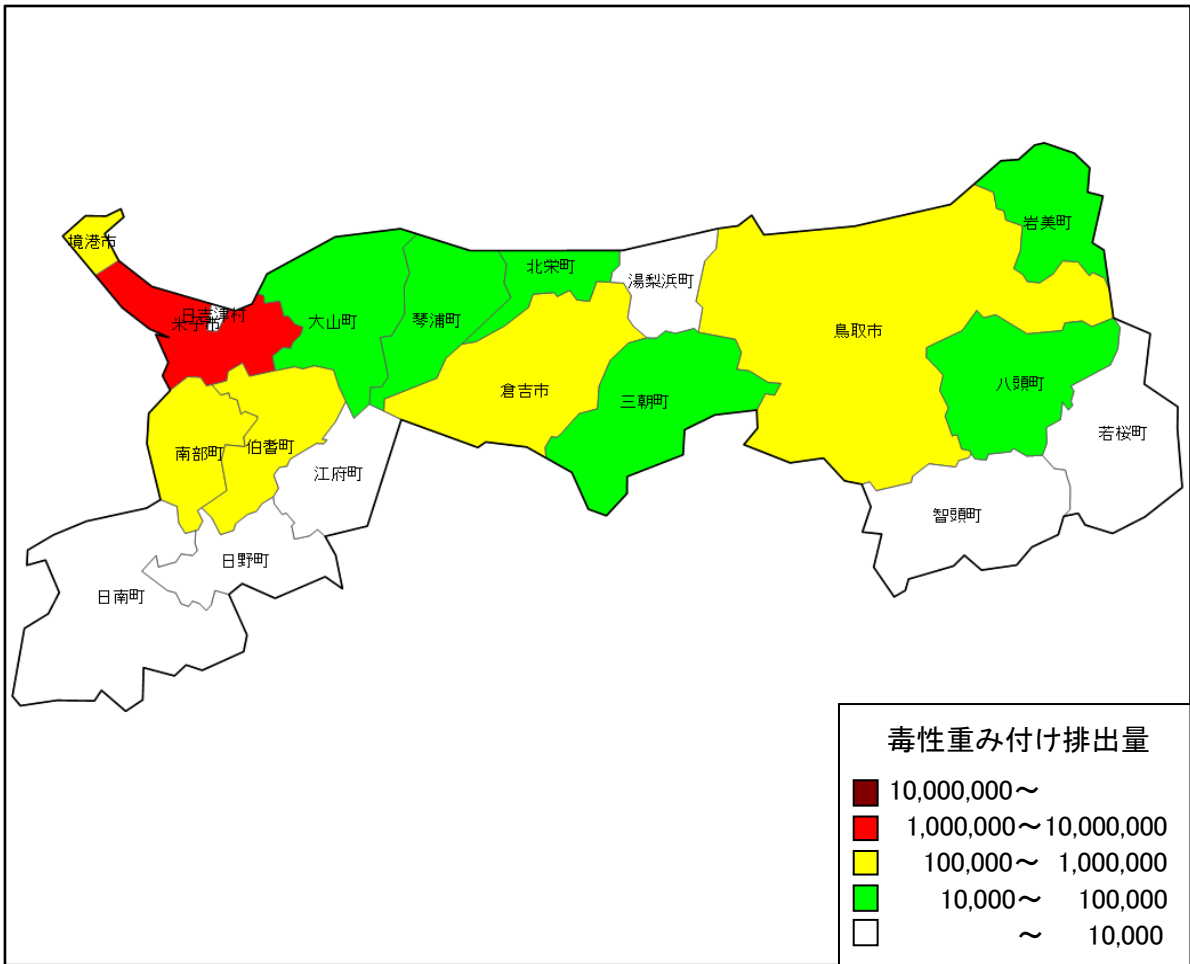 岩美町
境港市
北栄町
湯梨浜町
日吉津村
米子市
大山町
琴浦町
鳥取市
倉吉市
八頭町
三朝町
若桜町
南部町
伯耆町
江府町
智頭町
日野町
日南町
毒性重み付け排出量
10,000,000～
1,000,000～10,000,000
100,000～ 1,000,000
10,000～ 100,000
～ 10,000